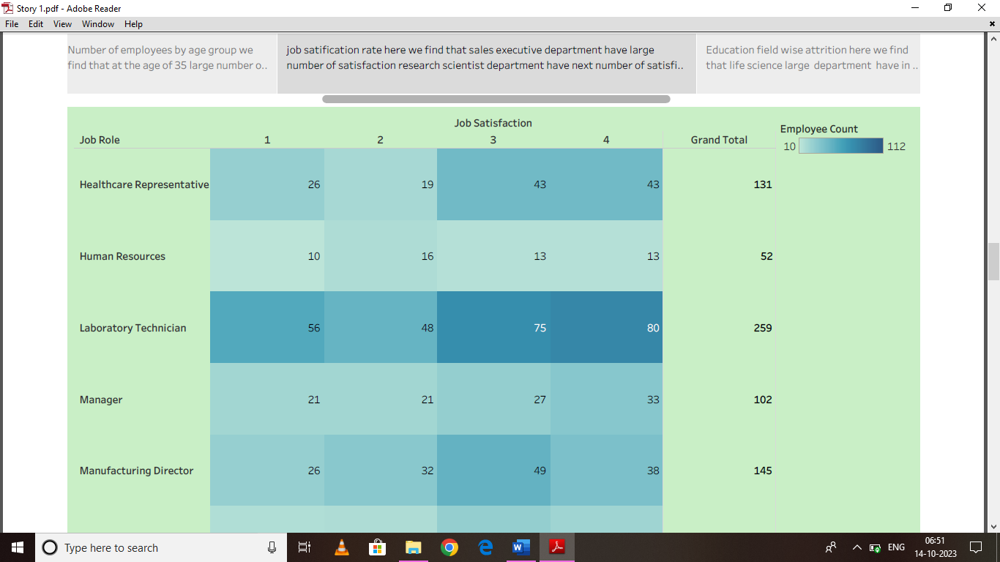 Story 1.pdf - Adobe Reader
File Edit View Window Help
Number of employees by age group we
find that at the age of 35 large number o..
job satification rate here we find that sales executive department have large
number of satisfaction research scientist department have next number of satisfi..
Education field wise attrition here we find
that life science large department have in ..
Job Satisfaction
Job Role 1 2 3 4 Grand Total
Employee Count
10 112
Healthcare Representative 26 19 43 43 131
Human Resources 10 16 13 13 52
Laboratory Technician 56 48 75 80 259
Manager 21 21 27 33 102
Manufacturing Director 26 32 49 38 145
Type here to search
ENG
06:51
14-10-2023